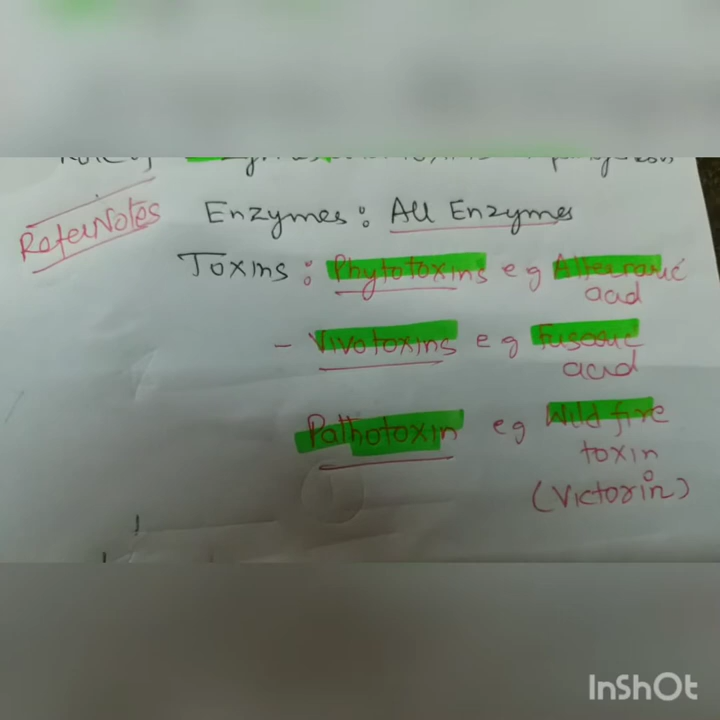 Refer Notes
Enzymes: All Enzymes
Toxins: Phytotoxins eg Alternaric
acid
- Vivotoxins eg Fusaric
acid
Pathotoxin eg Wild fire
toxin
(Victorin)
InShOt